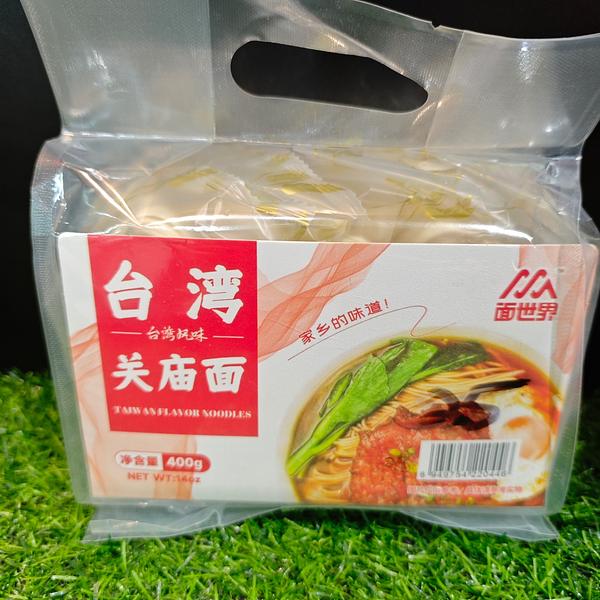 台湾
台湾风味
关庙面
TAIWAN FLAVOR NOODLES
家乡的味道!
面世界
净含量 400g
NET WT:14oz